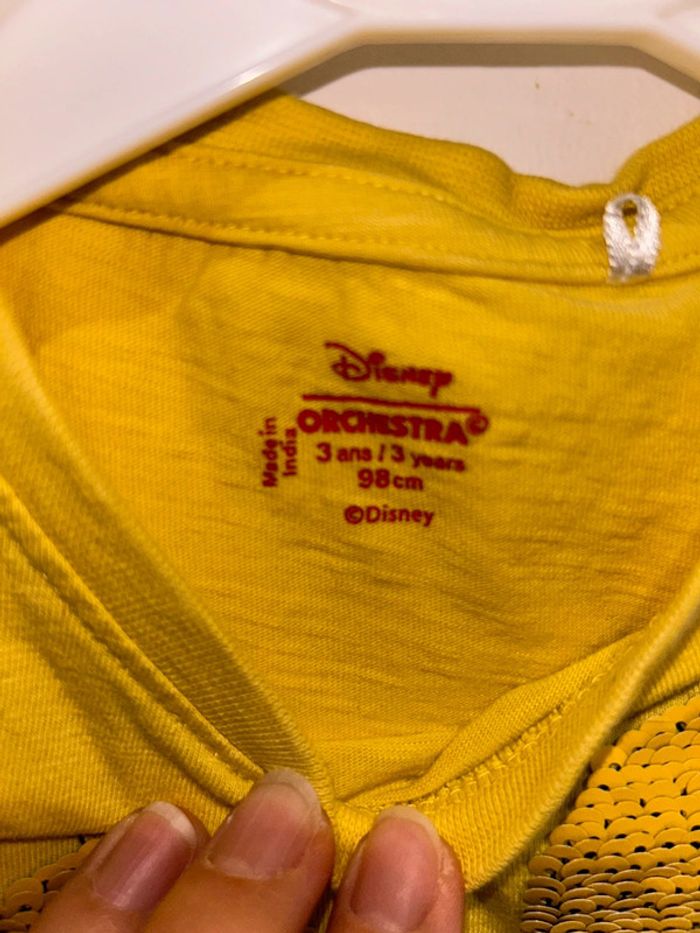 Disney
ORCHESTRA©
Made in
India
3 ans / 3 years
98cm
©Disney